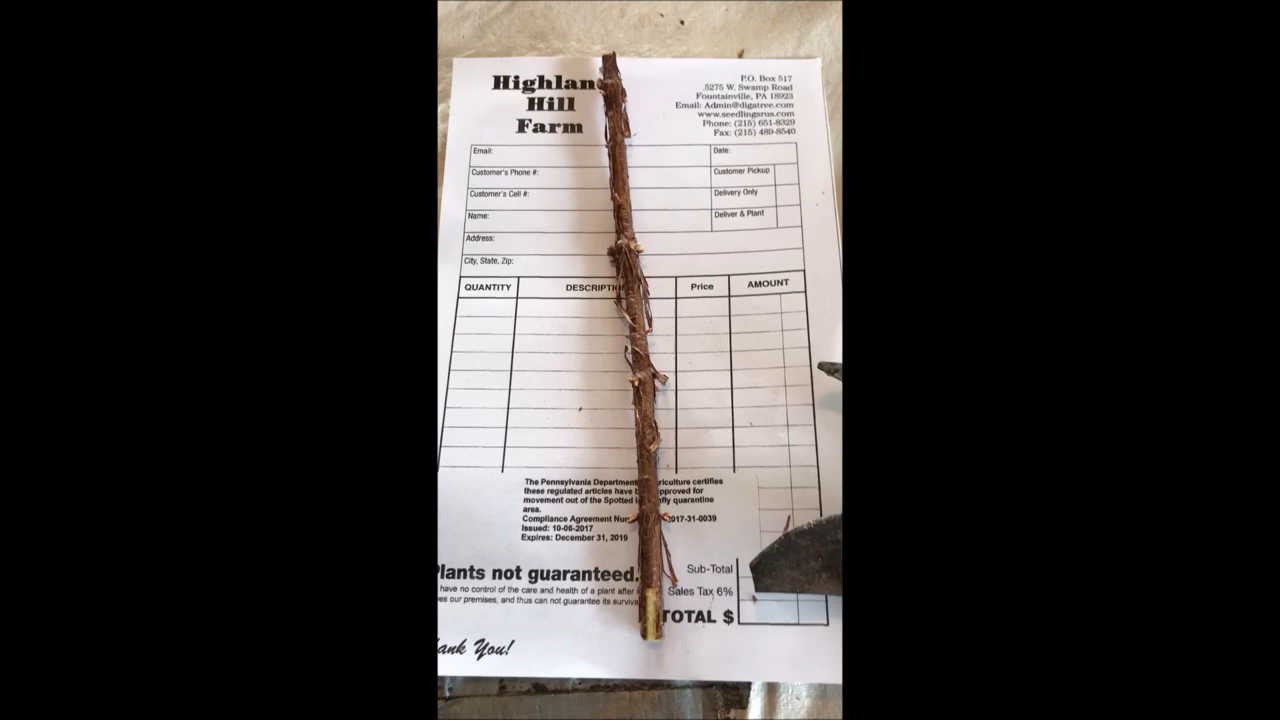 Highlan
Hill
Farm
P.O. Box 517
5275 W. Swamp Road
Fountainville, PA 18923
Email: Admin@digatree.com
www.seedlingsrus.com
Phone: (215) 651-8329
Fax: (215) 489-8540
Email:
Date:
Customer's Phone #:
Customer Pickup
Customer's Cell #:
Delivery Only
Name:
Deliver & Plant
Address:
City, State, Zip:
QUANTITY DESCRIPTI Price AMOUNT
The Pennsylvania Department riculture certifies
these regulated articles have pproved for
movement out of the Spotted fly quarantine
area.
Compliance Agreement Nu 2017-31-0039
Issued: 10-06-2017
Expires: December 31, 2019
Sub-Total
lants not guaranteed.
have no control of the care and health of a plant after
es our premises, and thus can not guarantee its surviva
Sales Tax 6%
TOTAL $
ank You!